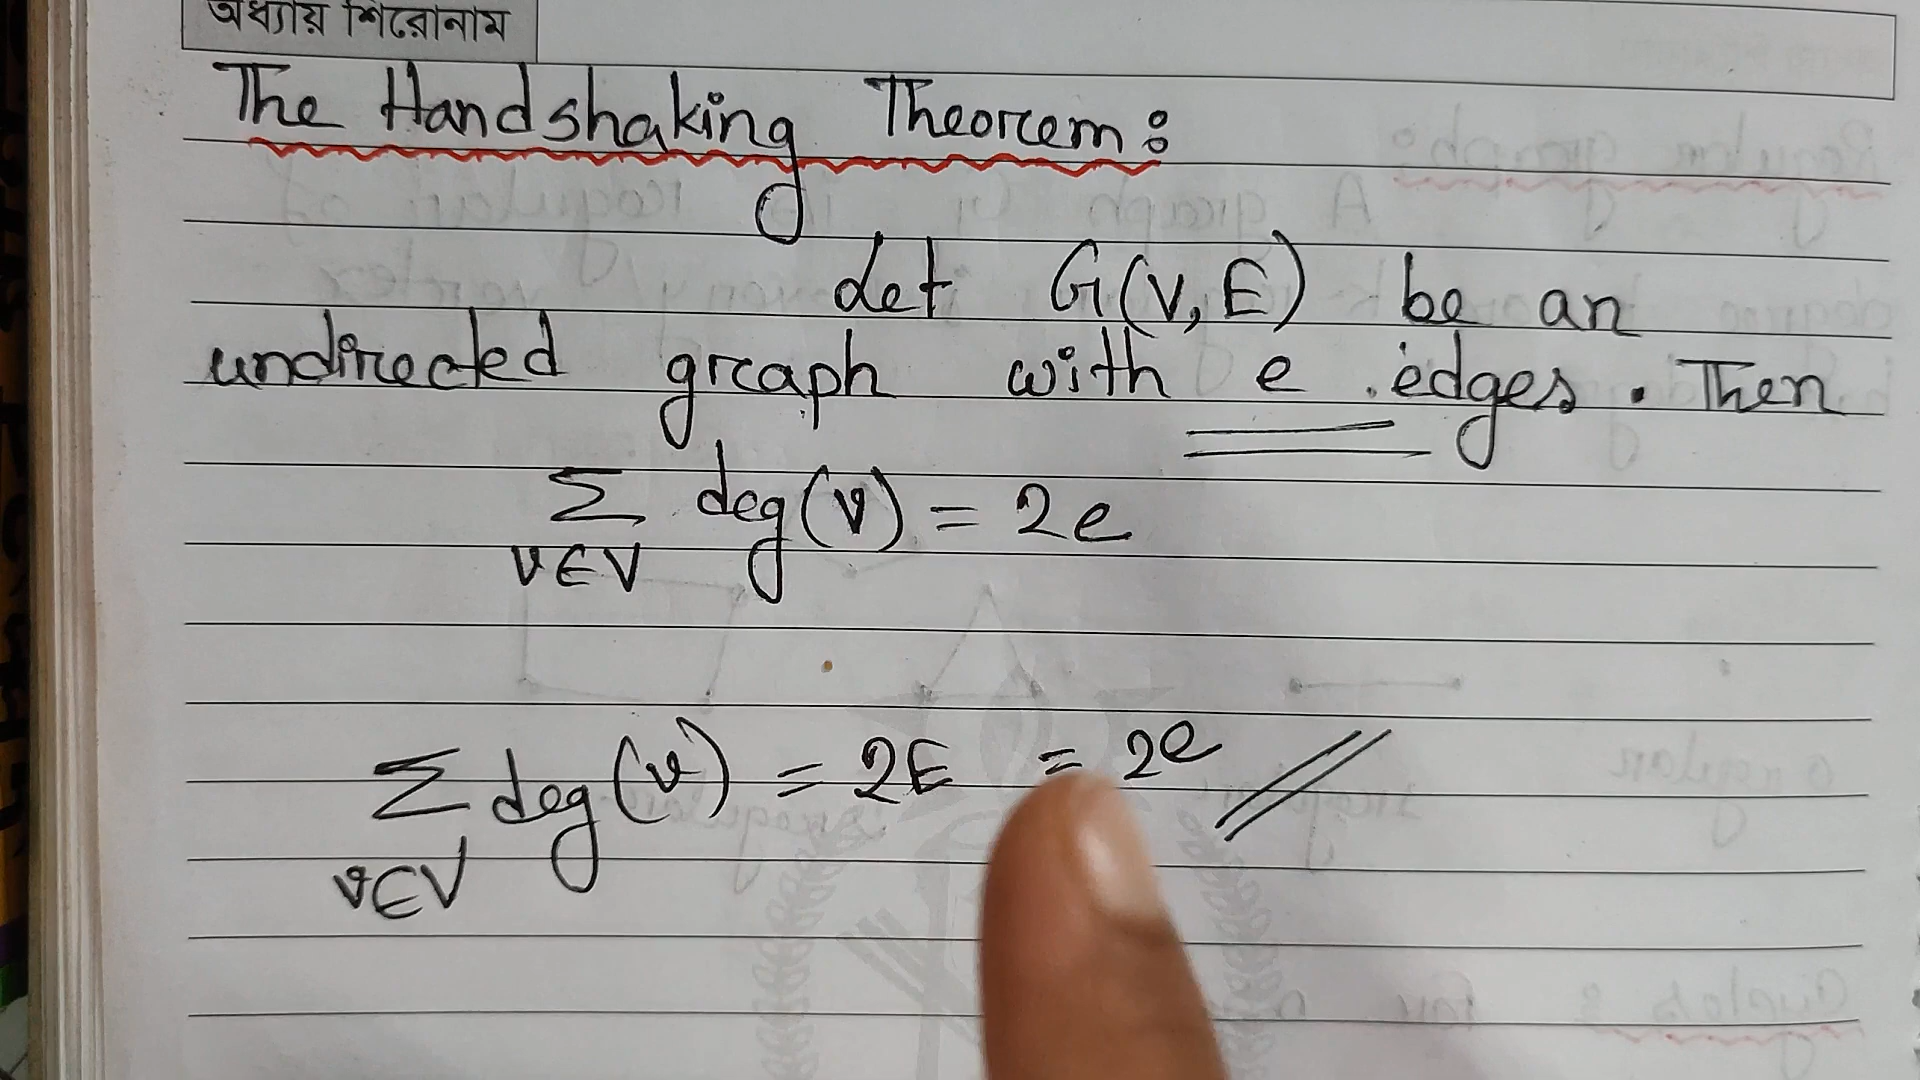 অধ্যায় শিরোনাম
The Handshaking Theorem:
Let G(V, E) be an
undirected graph with e edges. Then
Σ deg(v) = 2e
v∈V
Σ deg(v) = 2E = 2e
v∈V